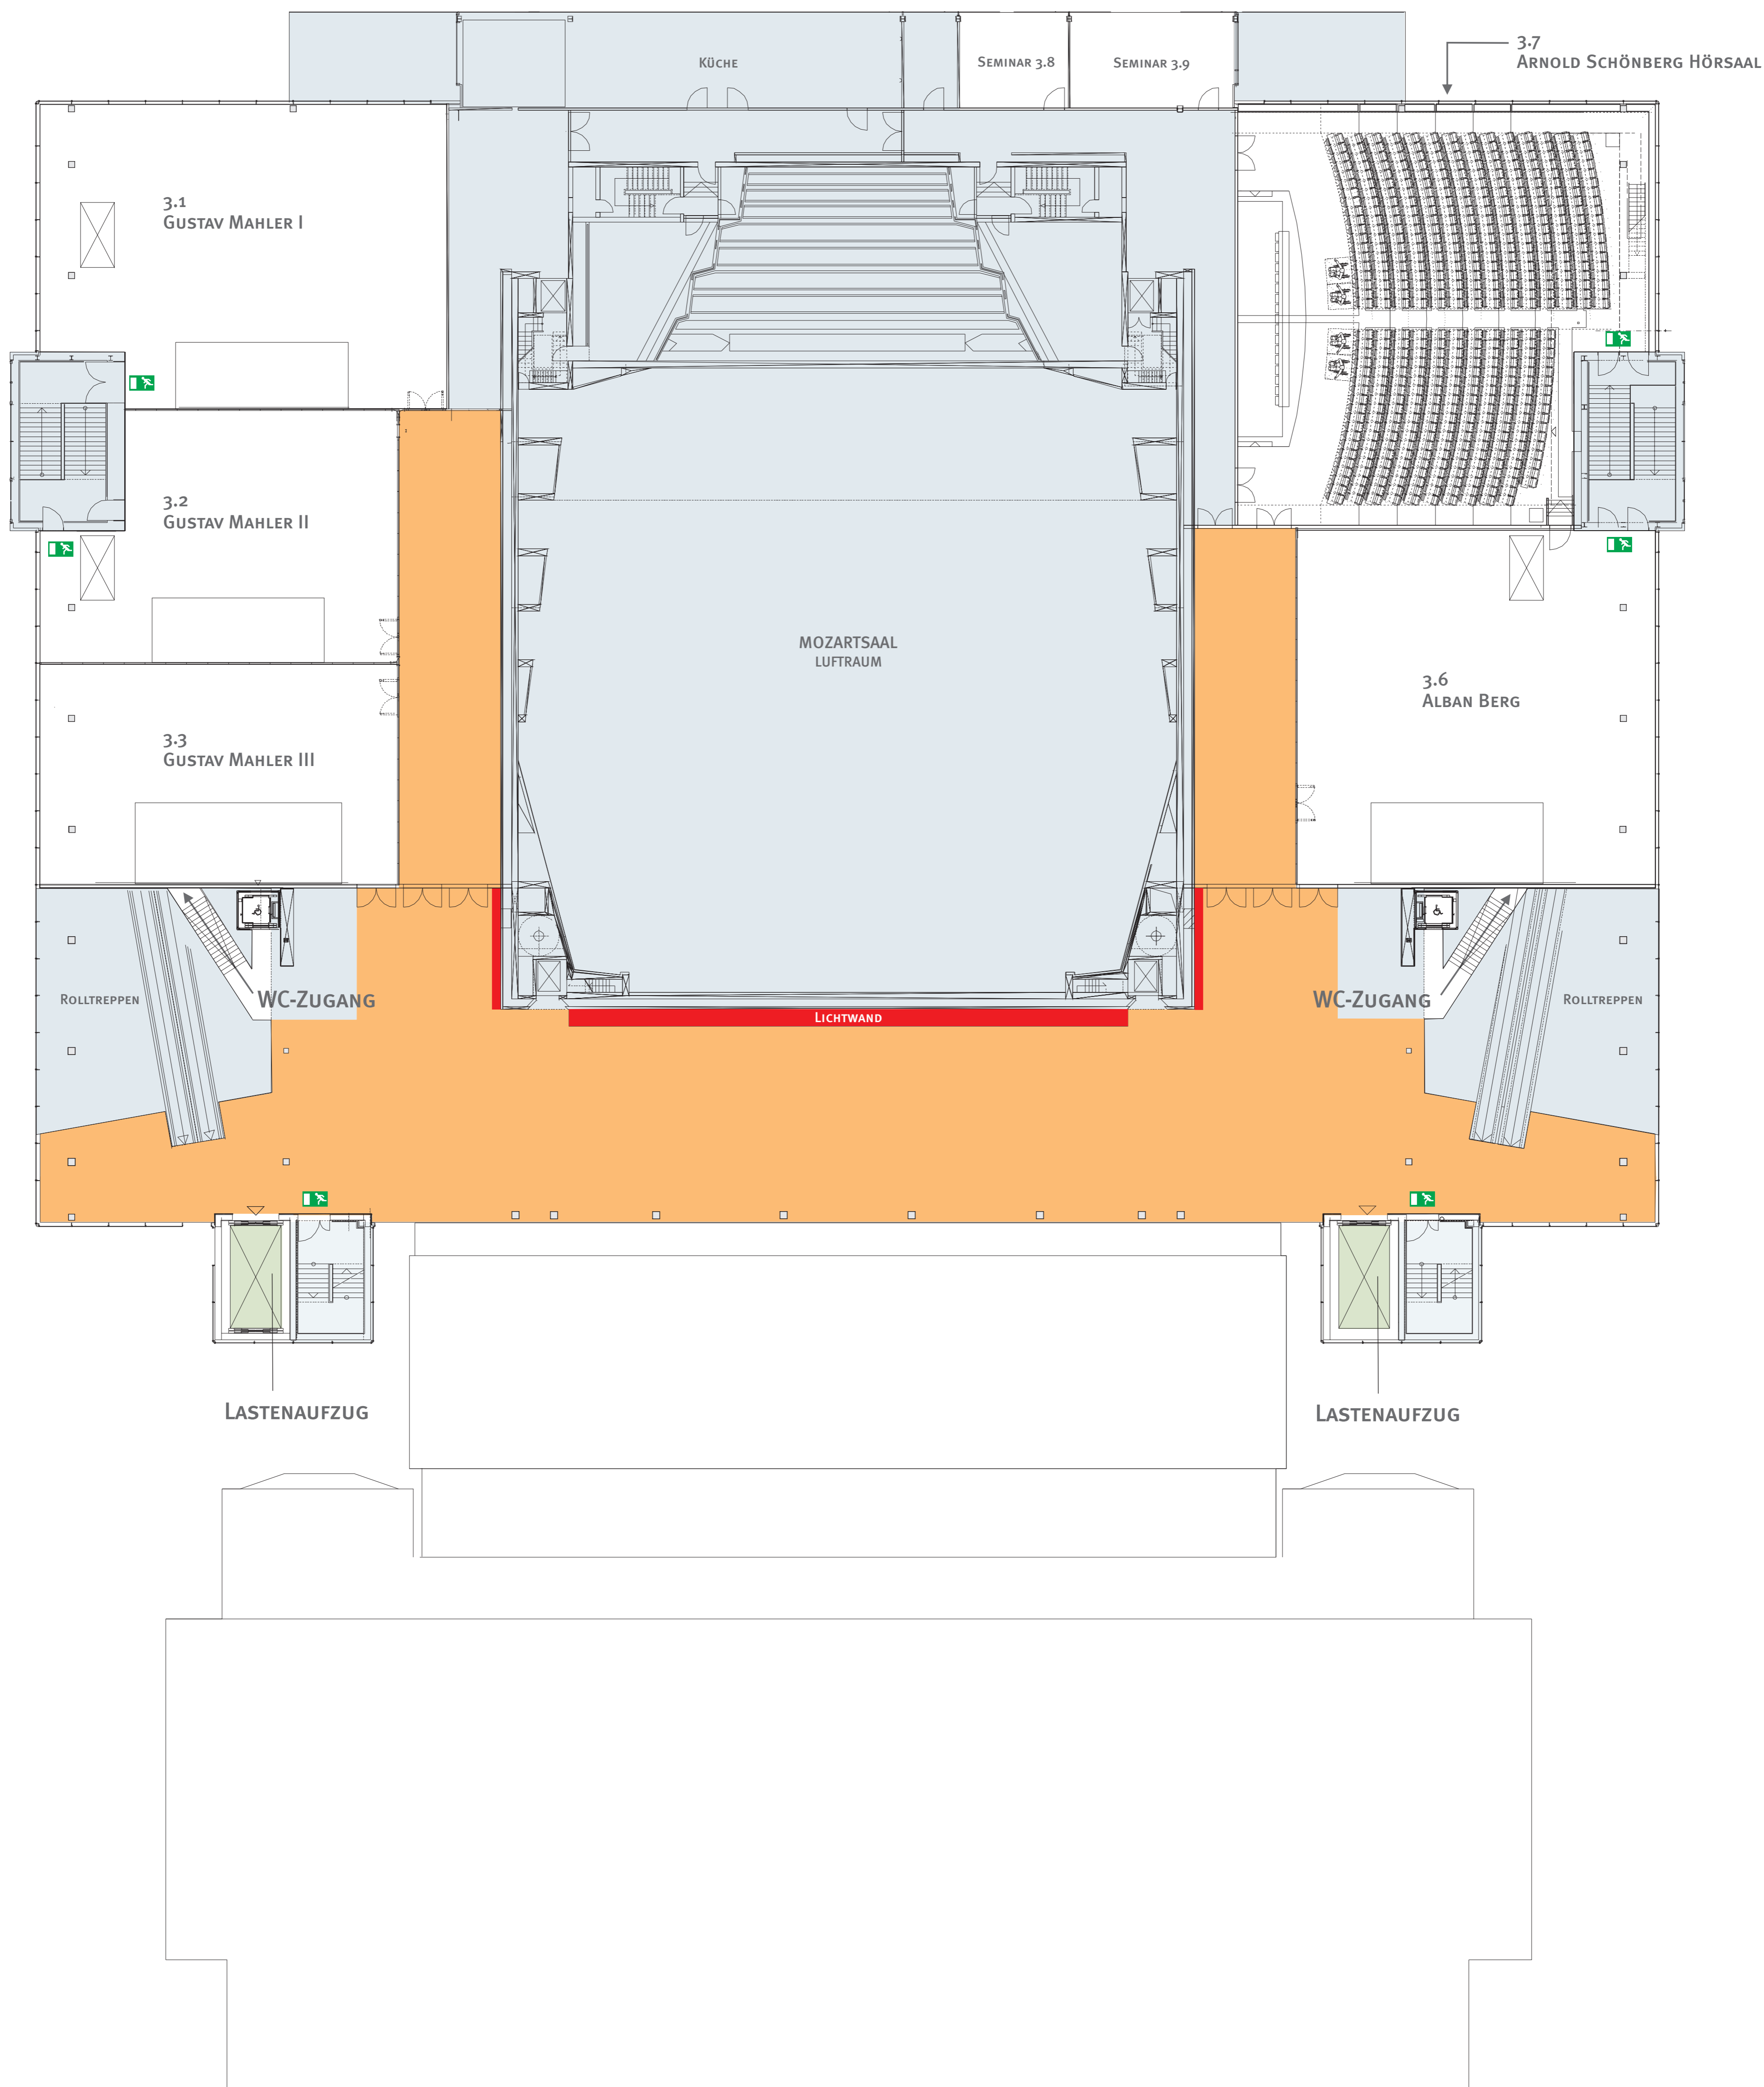 3.7
Arnold Schönberg Hörsaal
Küche
Seminar 3.8
Seminar 3.9
3.1
Gustav Mahler I
3.2
Gustav Mahler II
MOZARTSAAL
LUFTRAUM
3.6
Alban Berg
3.3
Gustav Mahler III
Rolltreppen
WC-Zugang
WC-Zugang
Rolltreppen
Lichtwand
Lastenaufzug
Lastenaufzug